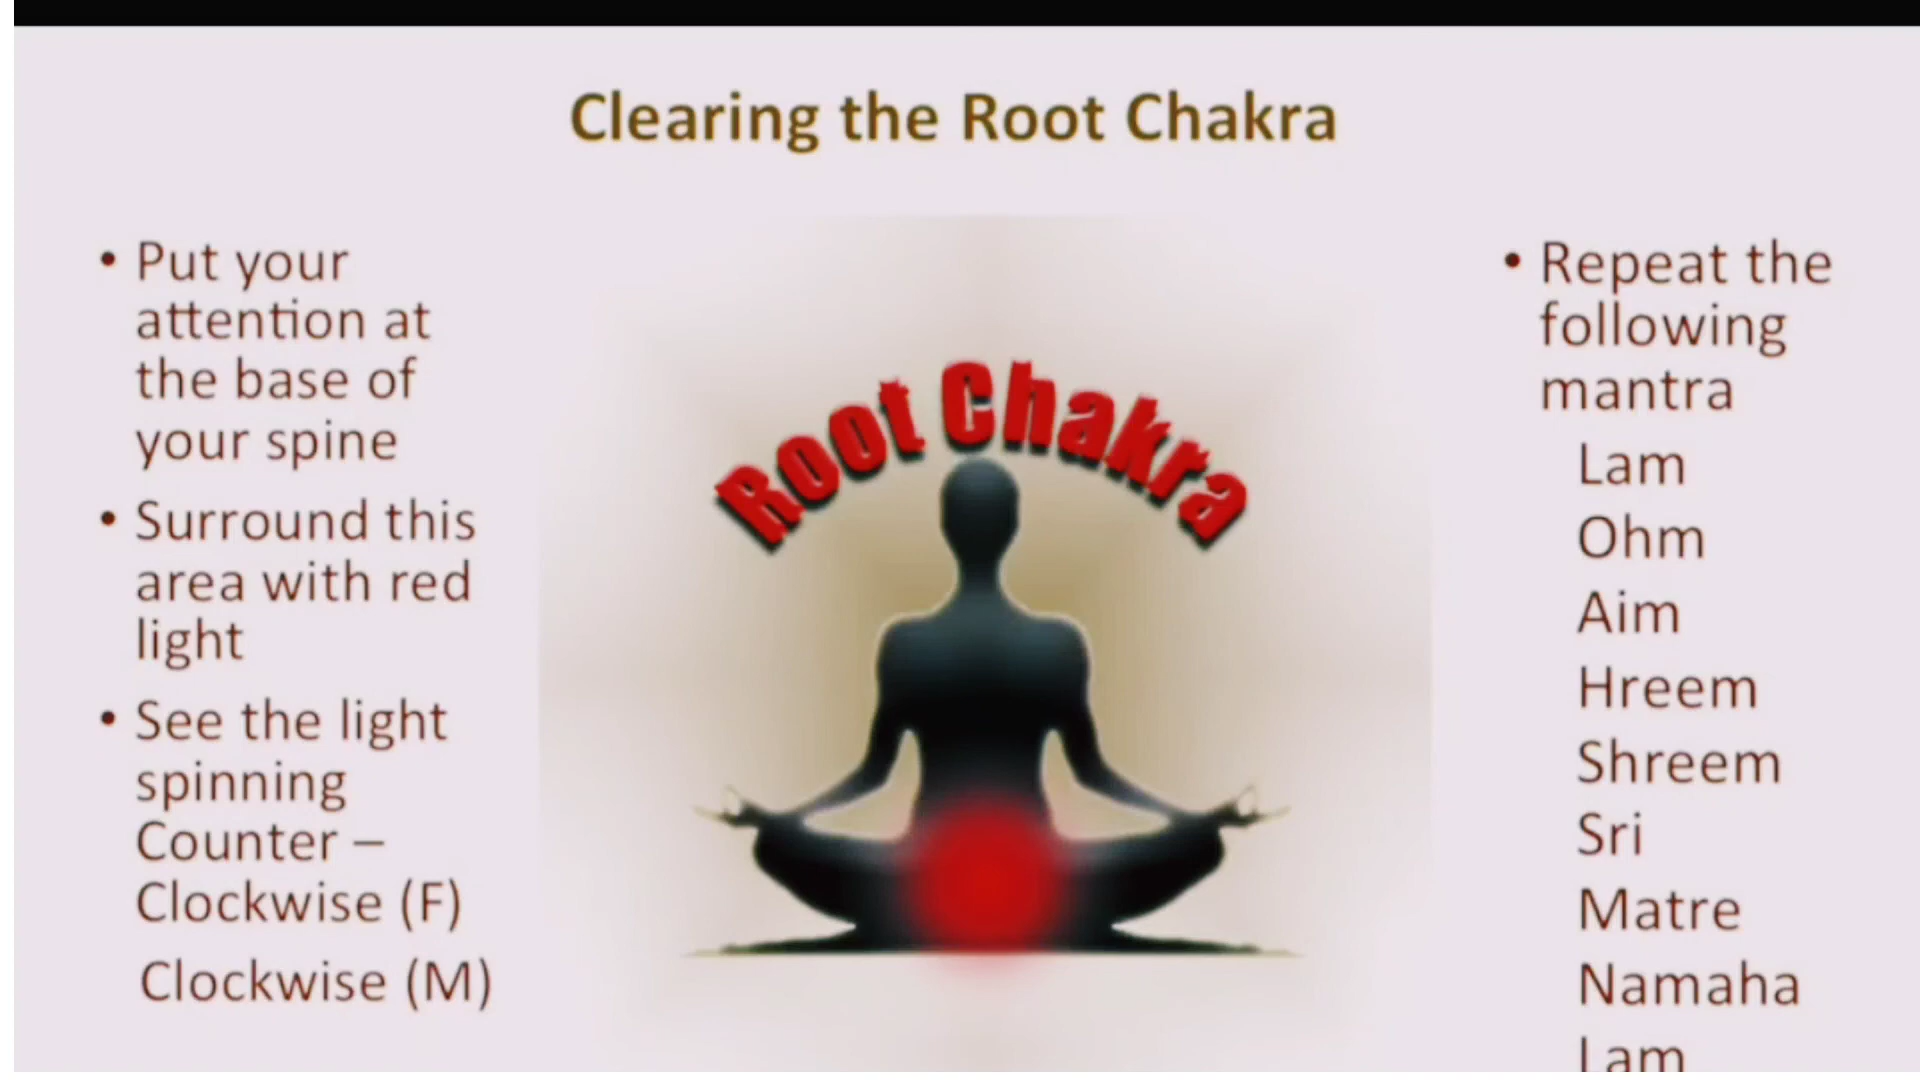 Clearing the Root Chakra
• Put your
attention at
the base of
your spine
• Surround this
area with red
light
• See the light
spinning
Counter –
Clockwise (F)
Clockwise (M)
Root Chakra
• Repeat the
following
mantra
Lam
Ohm
Aim
Hreem
Shreem
Sri
Matre
Namaha
Lam